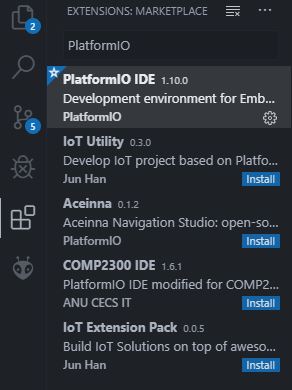 EXTENSIONS: MARKETPLACE
2
PlatformIO
PlatformIO IDE 1.10.0
Development environment for Emb...
PlatformIO
5
IoT Utility 0.3.0
Develop IoT project based on Platfo...
Jun Han Install
Aceinna 0.1.2
Aceinna Navigation Studio: open-so...
PlatformIO Install
COMP2300 IDE 1.6.1
PlatformIO IDE modified for COMP2...
ANU CECS IT Install
IoT Extension Pack 0.0.5
Build IoT Solutions on top of aweso...
Jun Han Install